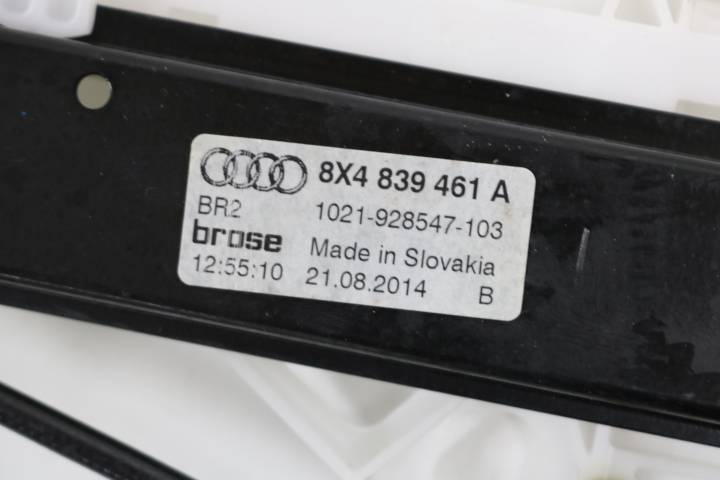 8X4 839 461 A
BR2 1021-928547-103
brose Made in Slovakia
12:55:10 21.08.2014 B